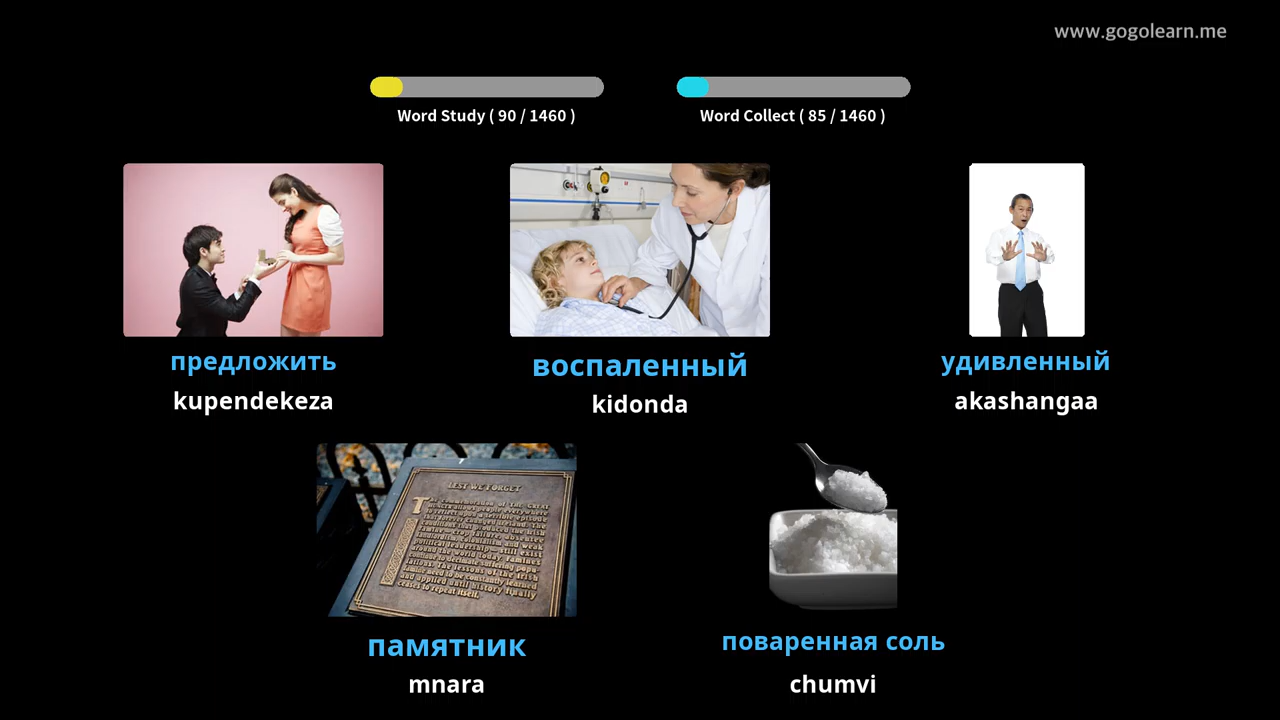 www.gogolearn.me
Word Study ( 90 / 1460 )
Word Collect ( 85 / 1460 )
предложить
kupendekeza
воспаленный
kidonda
удивленный
akashangaa
LEST WE FORGET
памятник
mnara
поваренная соль
chumvi